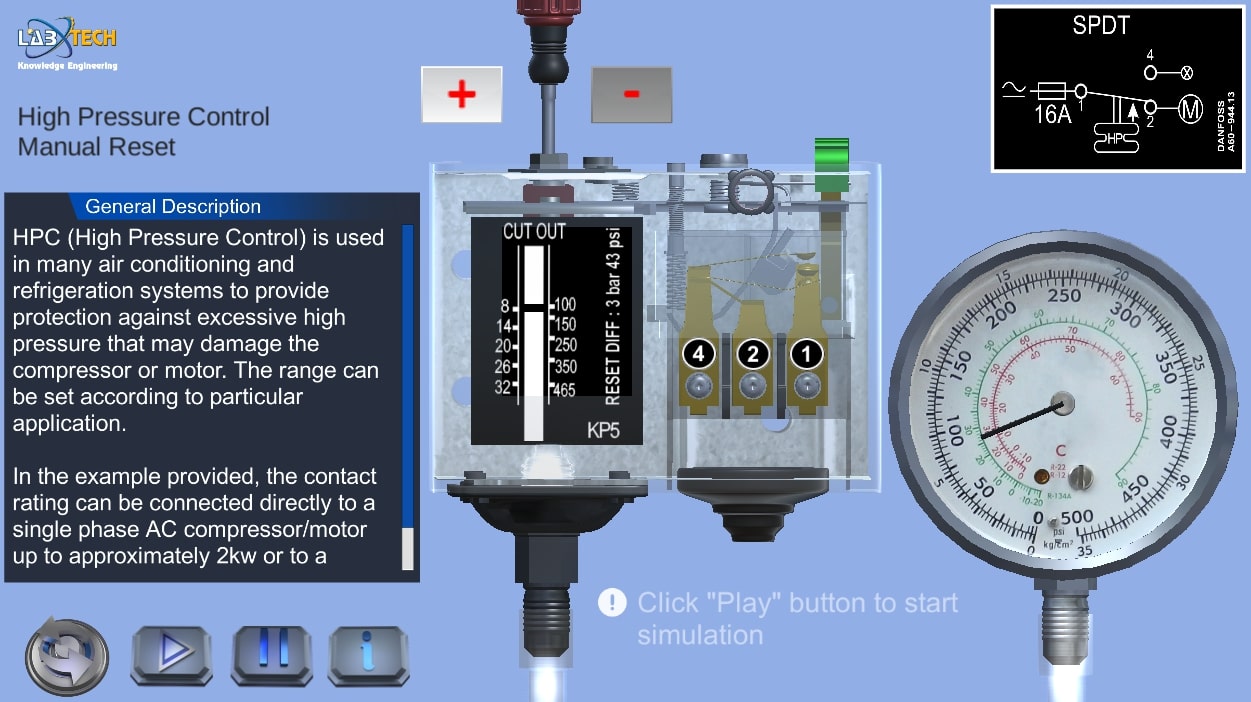 LABTECH
Knowledge Engineering
High Pressure Control
Manual Reset
General Description
HPC (High Pressure Control) is used
in many air conditioning and
refrigeration systems to provide
protection against excessive high
pressure that may damage the
compressor or motor. The range can
be set according to particular
application.
In the example provided, the contact
rating can be connected directly to a
single phase AC compressor/motor
up to approximately 2kw or to a
+
-
CUT OUT
8 100
14 150
20 250
26 350
32 465
RESET DIFF : 3 bar 43 psi
KP5
4 2 1
SPDT
4
16A
1
2
M
HP
DANFOSS
A60-944.13
0
50
100
150
200
250
300
350
400
450
500
0
5
10
15
20
25
30
35
psi
kg/cm²
C
R-22
R-12
R-134A
! Click "Play" button to start
simulation
i